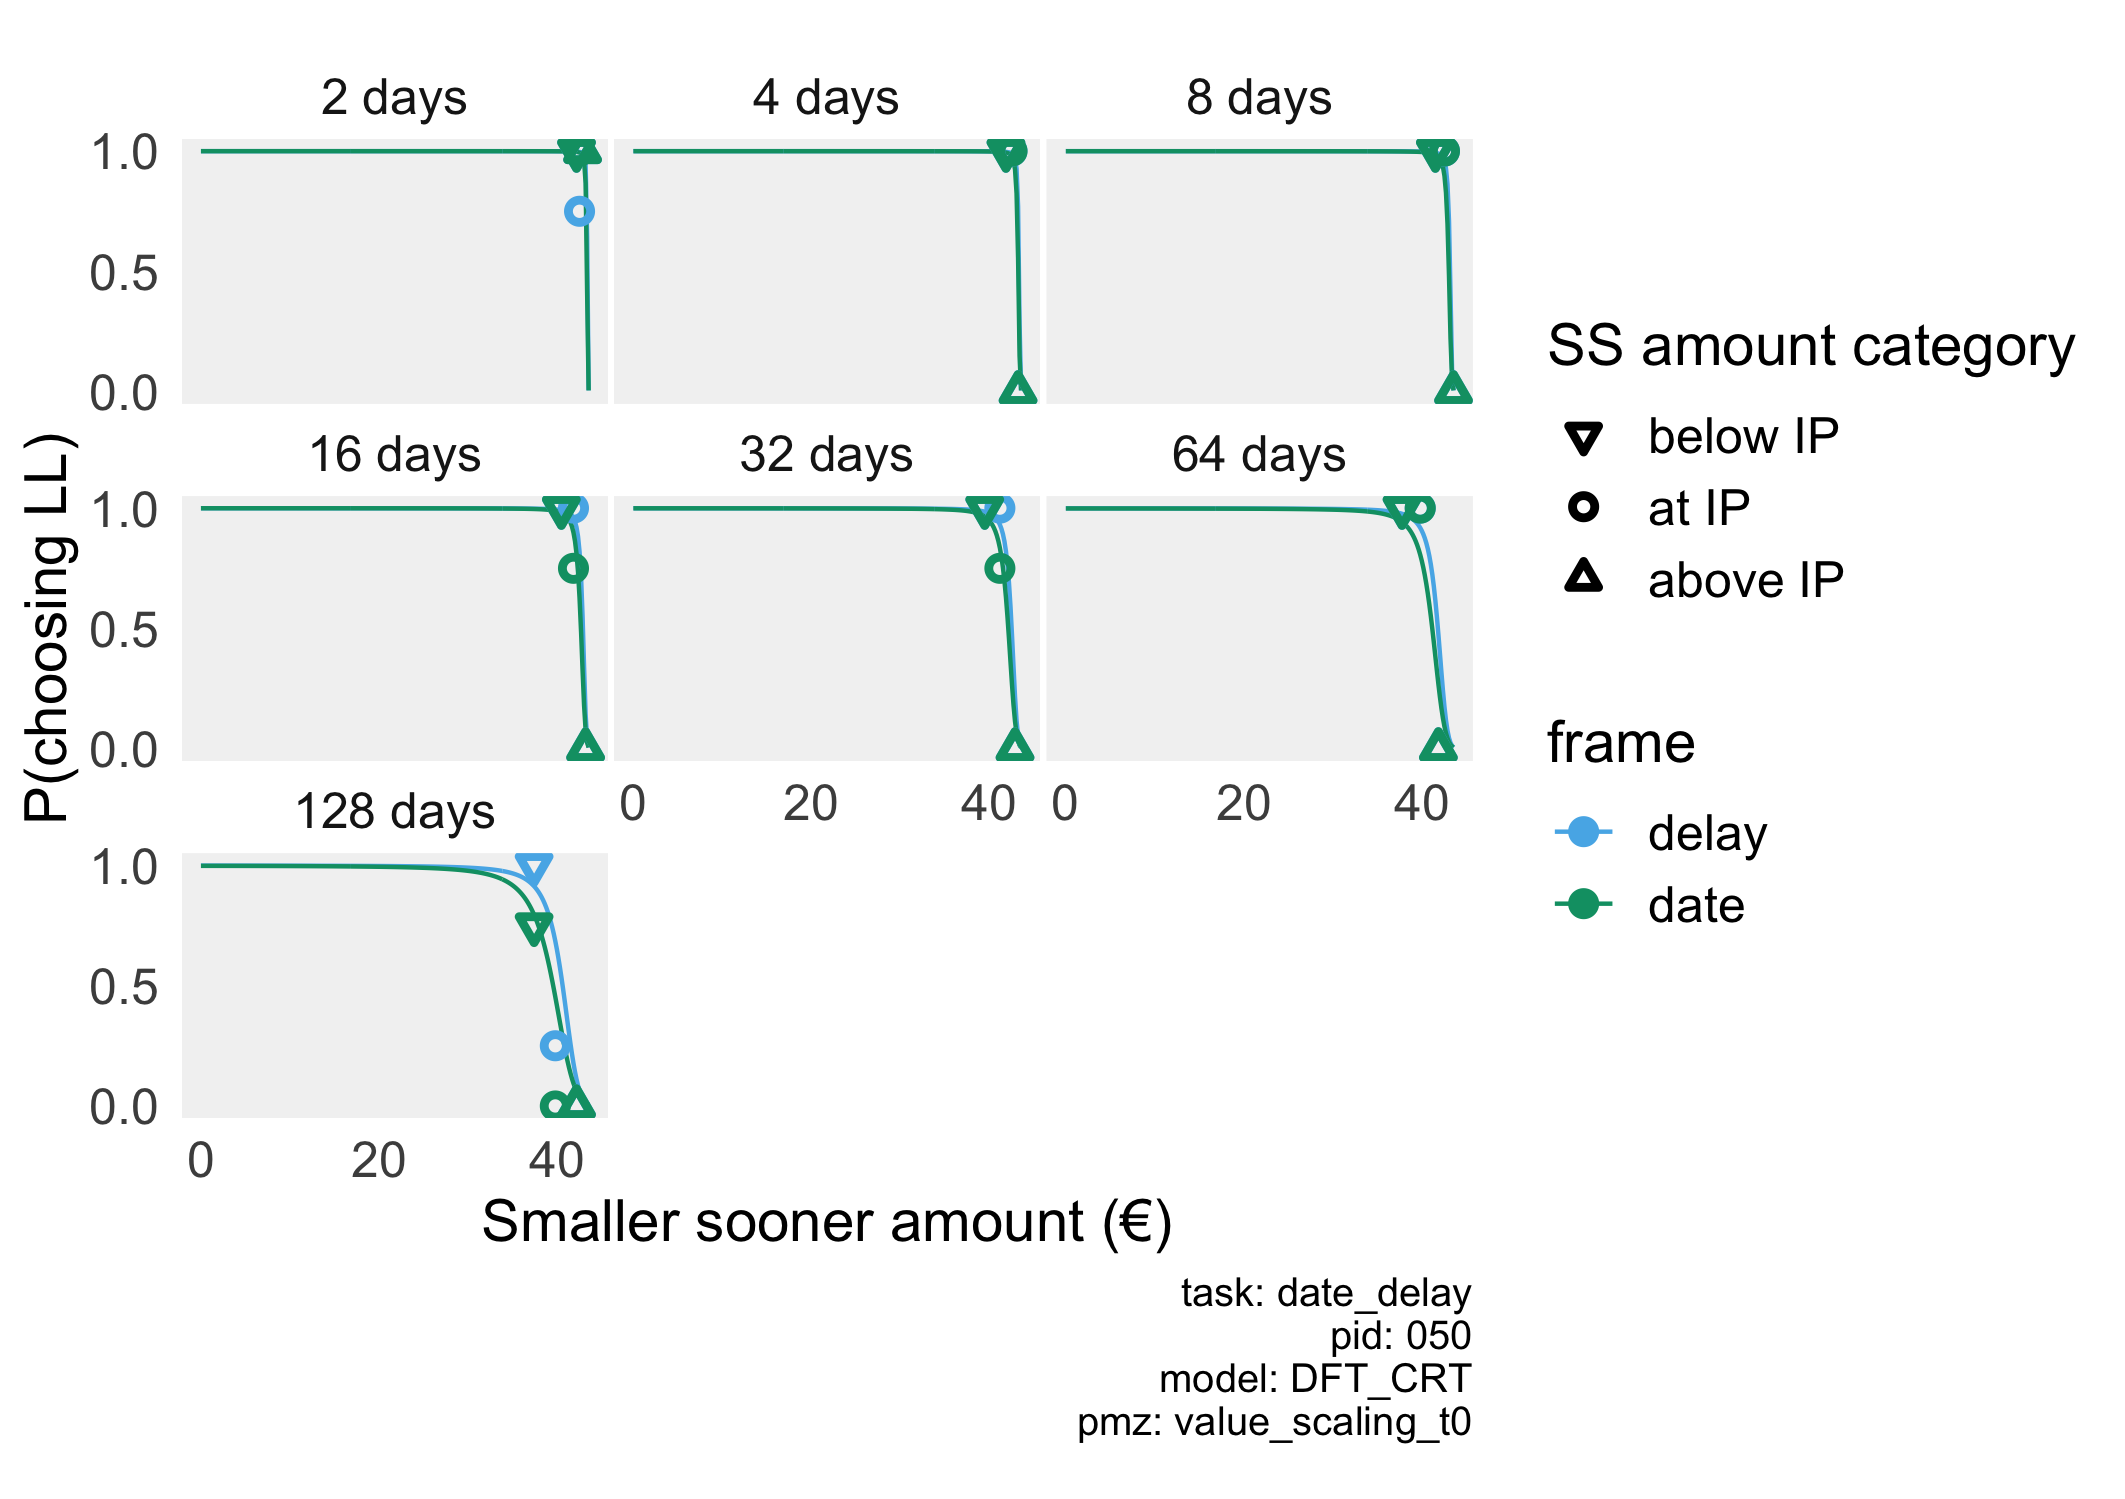 2 days
4 days
8 days
1.0
0.5
0.0
16 days
32 days
64 days
1.0
0.5
0.0
0
20
40
0
20
40
128 days
1.0
0.5
0.0
0
20
40
P(choosing LL)
Smaller sooner amount (€)
SS amount category
below IP
at IP
above IP
frame
delay
date
task: date_delay
pid: 050
model: DFT_CRT
pmz: value_scaling_t0